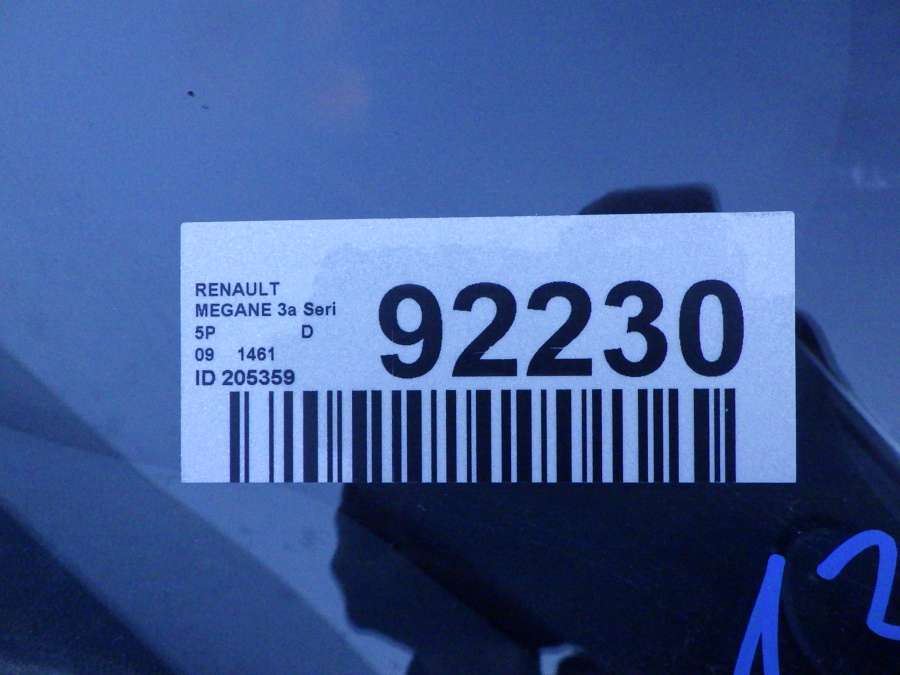 RENAULT
MEGANE 3a Seri
5P D
09 1461
ID 205359
92230